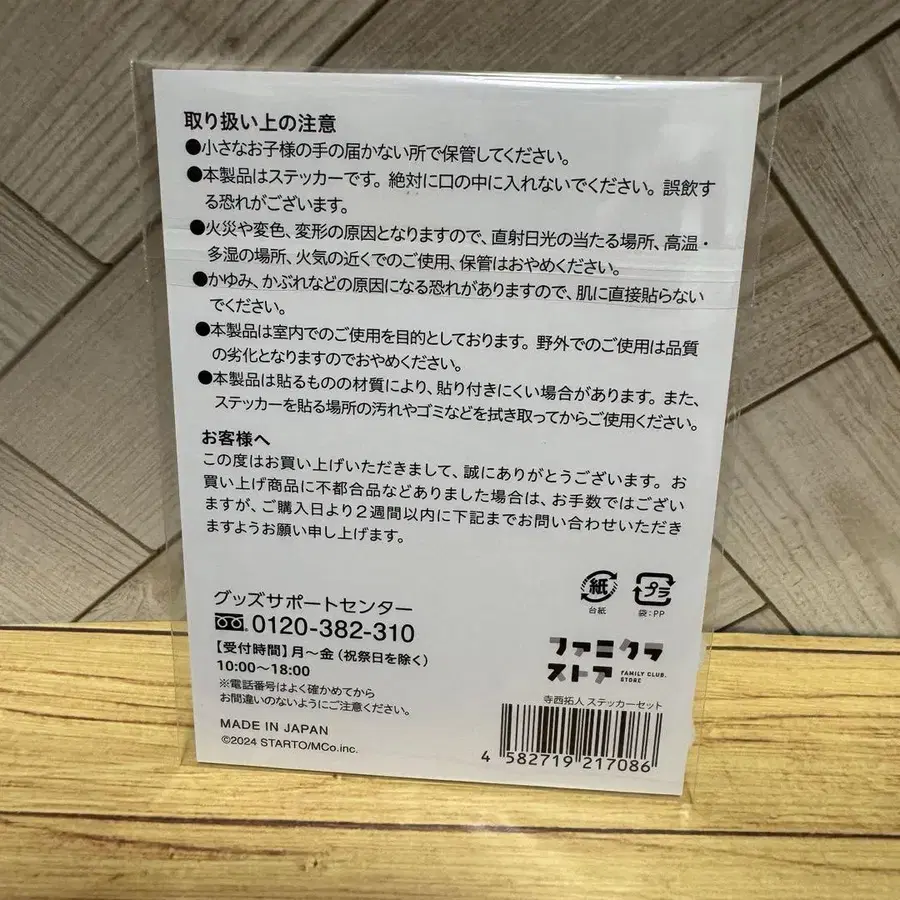 取り扱い上の注意
●小さなお子様の手の届かない所で保管してください。
●本製品はステッカーです。絶対に口の中に入れないでください。誤飲す
る恐れがございます。
●火災や変色、変形の原因となりますので、直射日光の当たる場所、高温・
多湿の場所、火気の近くでのご使用、保管はおやめください。
●かゆみ、かぶれなどの原因になる恐れがありますので、肌に直接貼らない
でください。
●本製品は室内でのご使用を目的としております。野外でのご使用は品質
の劣化となりますのでおやめください。
●本製品は貼るものの材質により、貼り付きにくい場合があります。また、
ステッカーを貼る場所の汚れやゴミなどを拭き取ってからご使用ください。
お客様へ
この度はお買い上げいただきまして、誠にありがとうございます。お
買い上げ商品に不都合品などありました場合は、お手数ではござい
ますが、ご購入日より2週間以内に下記までお問い合わせいただき
ますようお願い申し上げます。
グッズサポートセンター
0120-382-310
【受付時間】月～金（祝祭日を除く）
10:00～18:00
※電話番号はよく確かめてから
お間違いのないようにご注意ください。
MADE IN JAPAN
©2024 STARTO/MCo.inc.
紙
台紙
プラ
袋：PP
ファミクラ
ストア
FAMILY CLUB.
STORE
寺西拓人 ステッカーセット
4 582719 217086